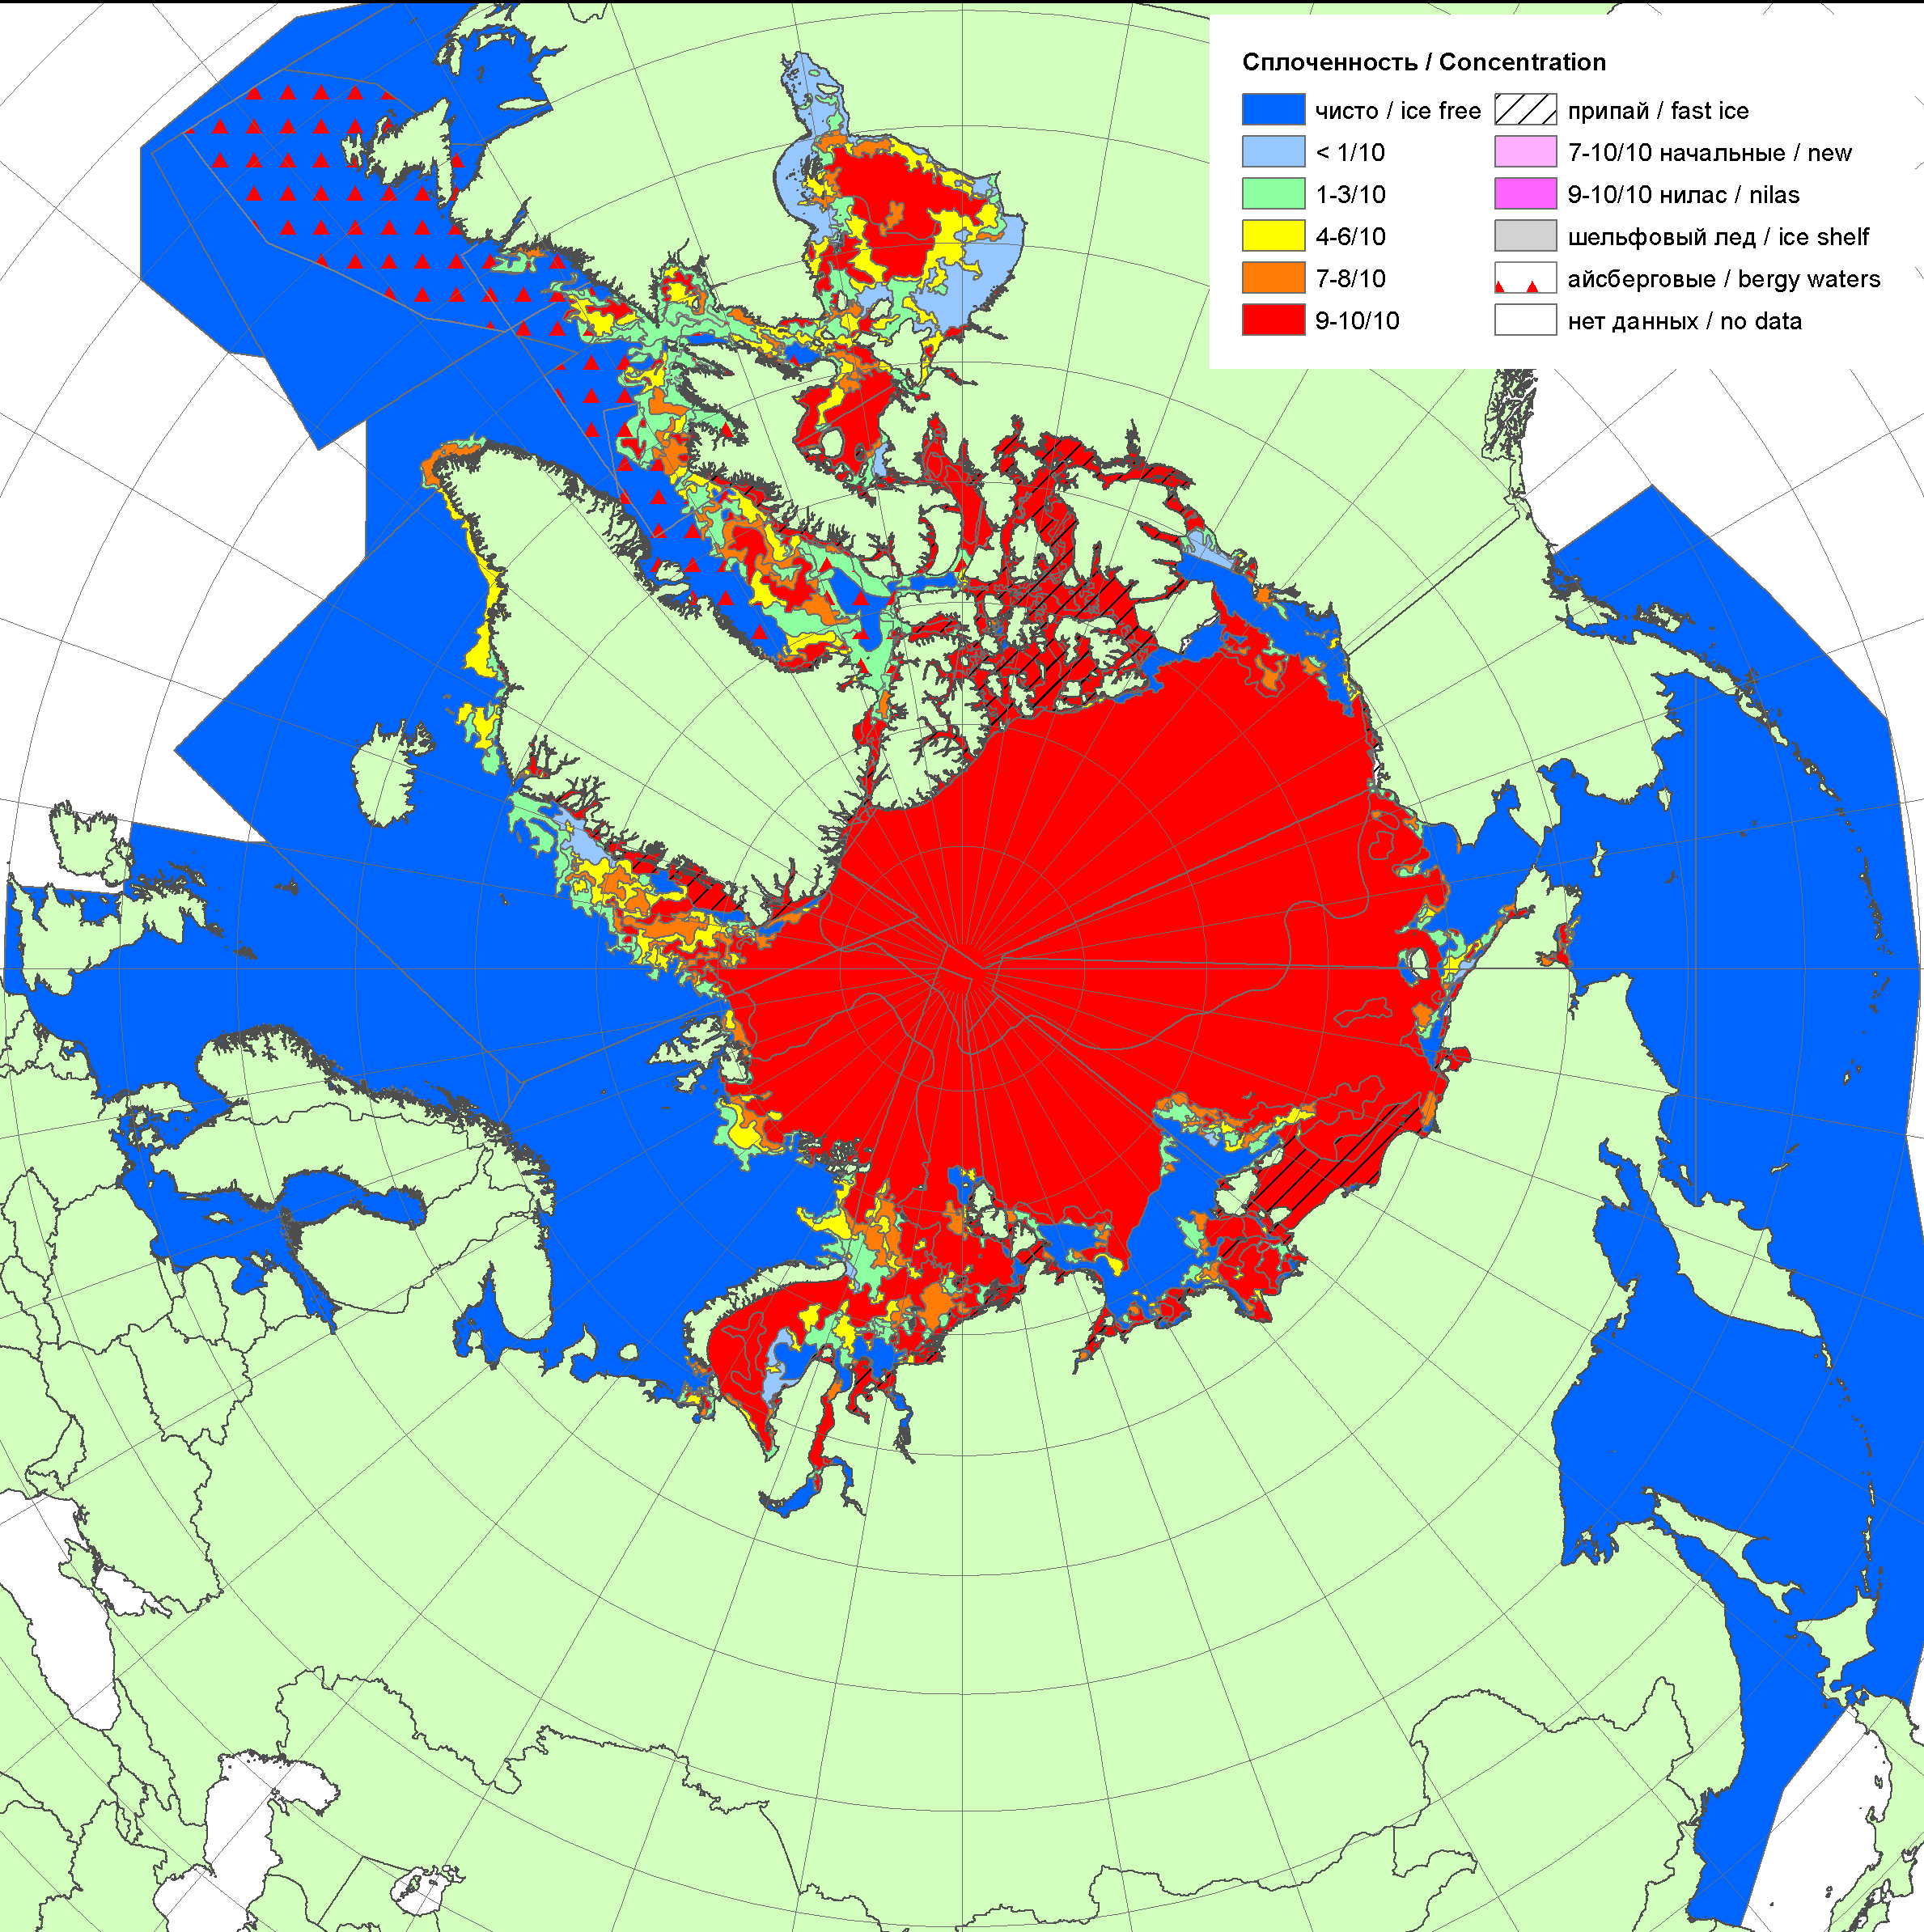 Сплоченность / Concentration
чисто / ice free
припай / fast ice
< 1/10
7-10/10 начальные / new
1-3/10
9-10/10 нилас / nilas
4-6/10
шельфовый лед / ice shelf
7-8/10
айсберговые / bergy waters
9-10/10
нет данных / no data